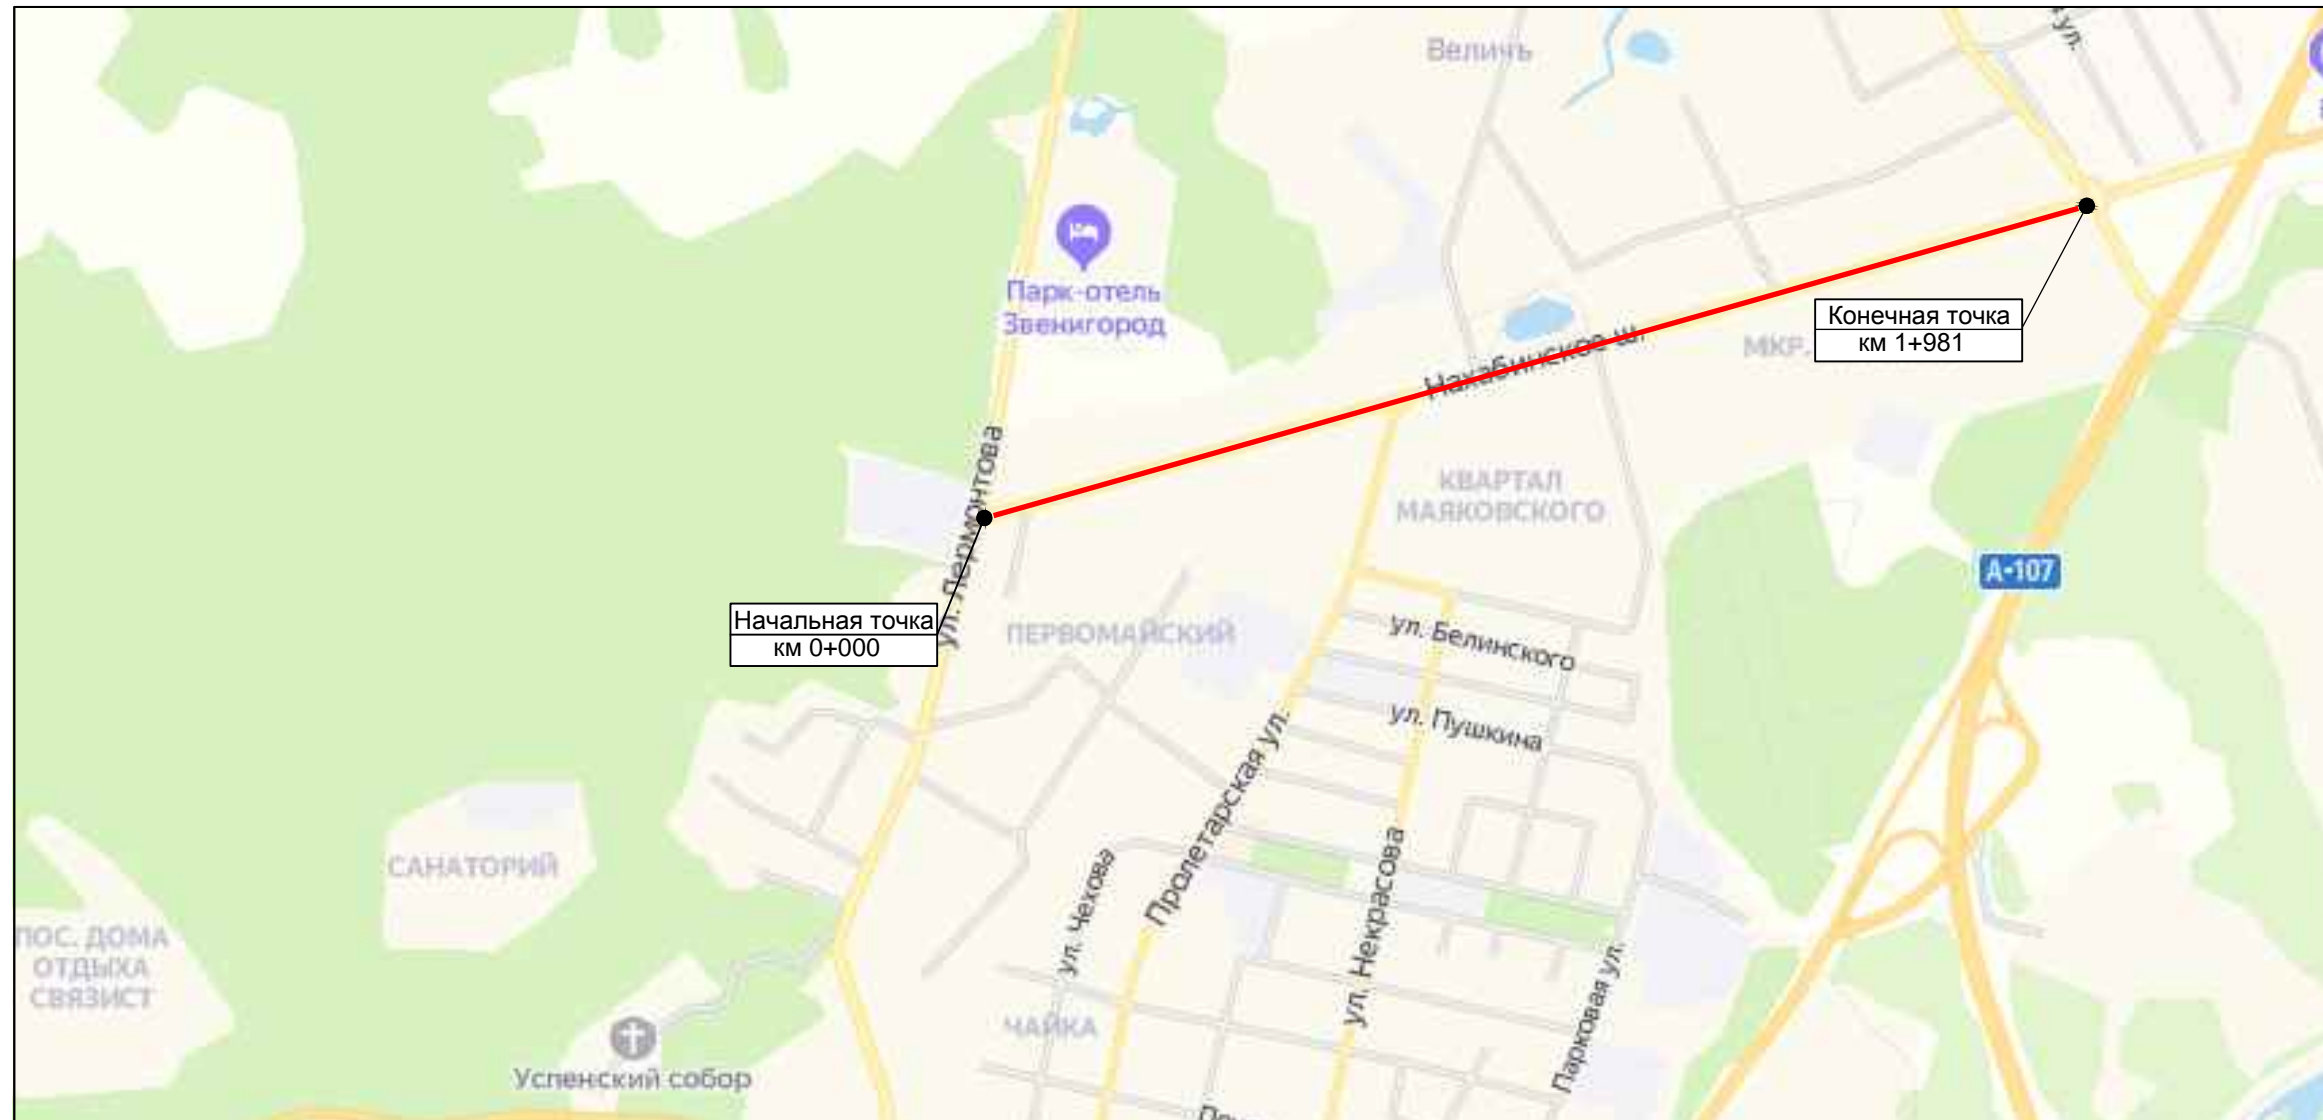 Величъ
ул.
Парк-отель
Звенигород
Конечная точка
км 1+981
Нахабинское ш.
МКР.
ул. Лермонтова
КВАРТАЛ
МАЯКОВСКОГО
А-107
Начальная точка
км 0+000
ПЕРВОМАЙСКИЙ
ул. Белинского
ул. Пушкина
Пролетарская ул.
САНАТОРИЙ
ул. Чехова
ул. Некрасова
ПОС. ДОМА
ОТДЫХА
СВЯЗИСТ
Парковая ул.
ЧАЙКА
Успенский собор